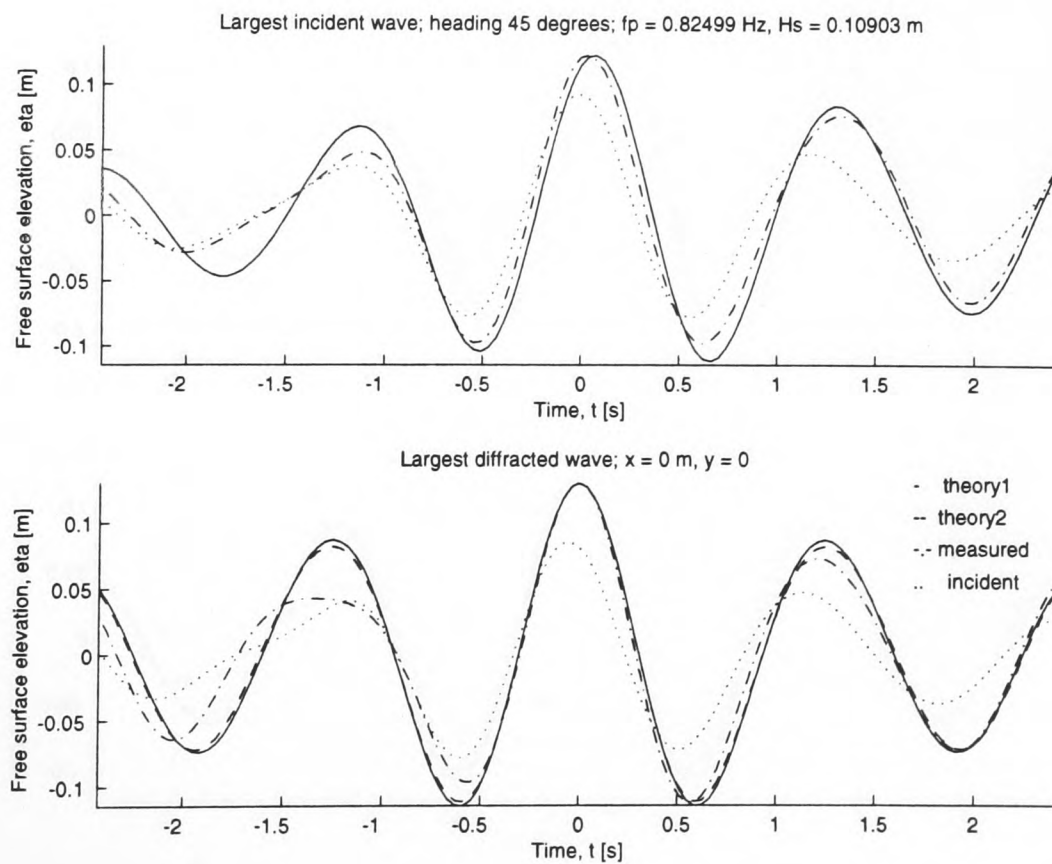 Largest incident wave; heading 45 degrees; fp = 0.82499 Hz, Hs = 0.10903 m
Free surface elevation, eta [m]
0.1
0.05
0
-0.05
-0.1
-2 -1.5 -1 -0.5 0 0.5 1 1.5 2
Time, t [s]
Largest diffracted wave; x = 0 m, y = 0
Free surface elevation, eta [m]
0.1
0.05
0
-0.05
-0.1
- theory1
-- theory2
-.- measured
.. incident
-2 -1.5 -1 -0.5 0 0.5 1 1.5 2
Time, t [s]